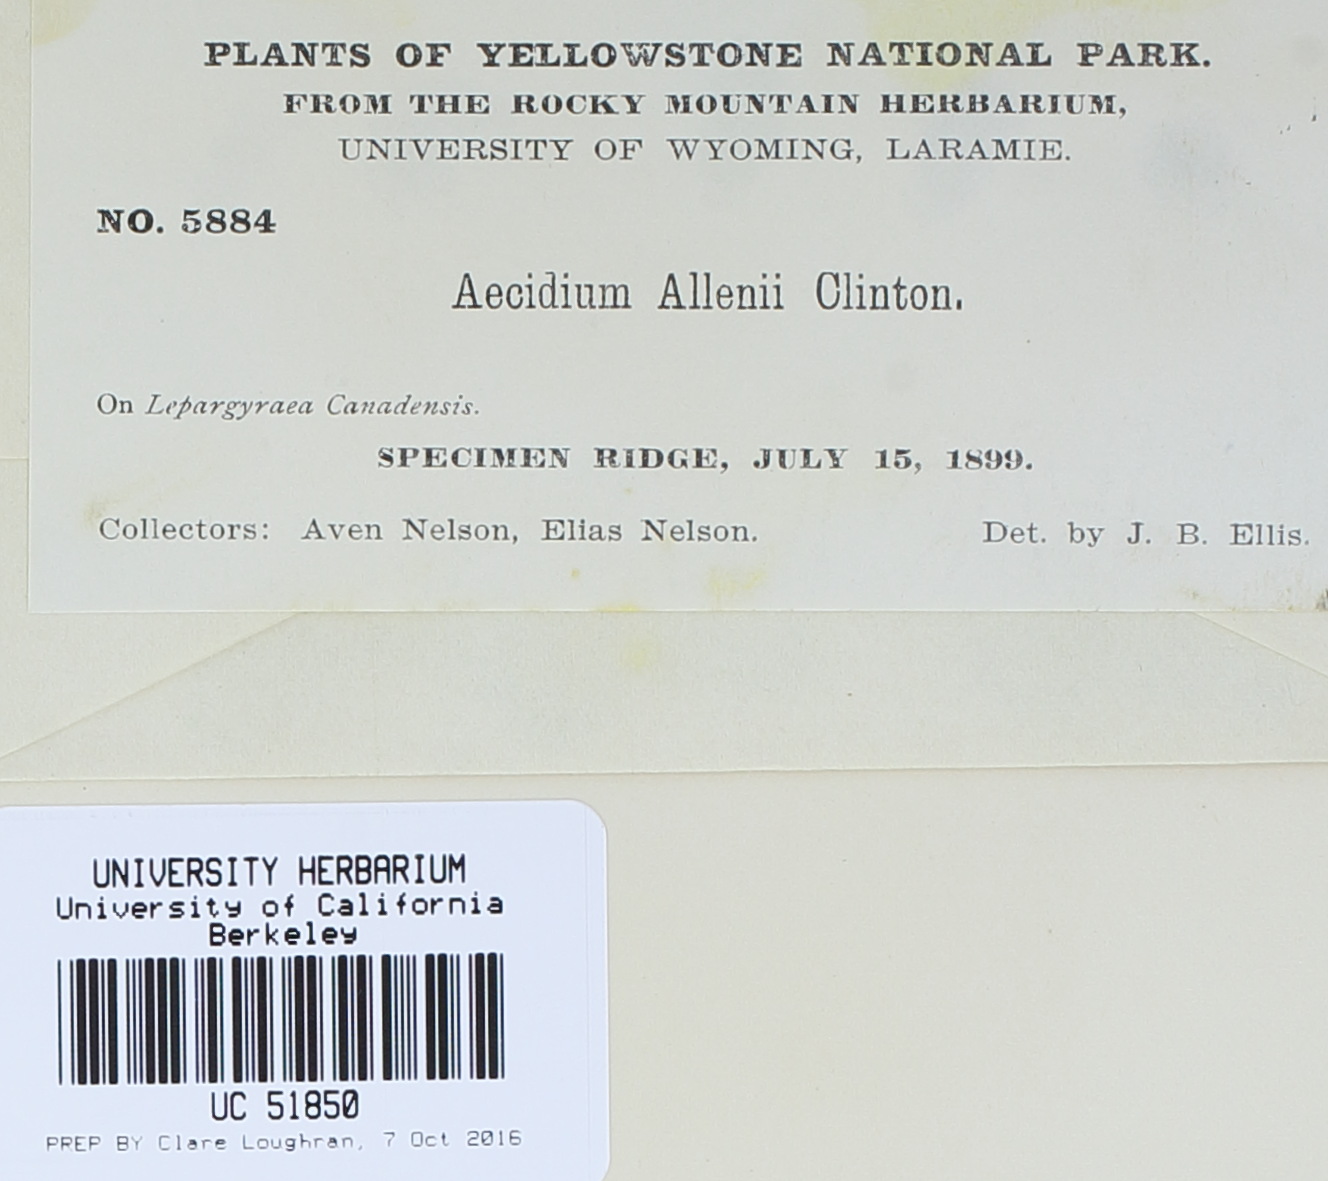 PLANTS OF YELLOWSTONE NATIONAL PARK.
FROM THE ROCKY MOUNTAIN HERBARIUM,
UNIVERSITY OF WYOMING, LARAMIE.
NO. 5884
Aecidium Allenii Clinton.
On Lepargyraea Canadensis.
SPECIMEN RIDGE, JULY 15, 1899.
Collectors: Aven Nelson, Elias Nelson. Det. by J. B. Ellis.
UNIVERSITY HERBARIUM
University of California
Berkeley
UC 51850
PREP BY Clare Loughran, 7 Oct 2016